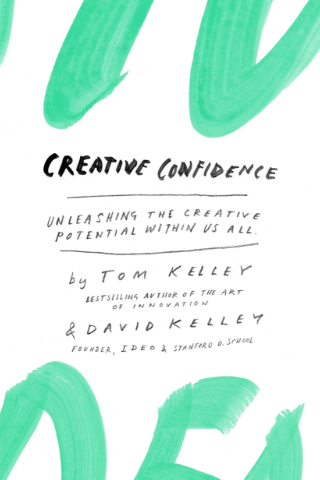 CREATIVE CONFIDENCE
UNLEASHING THE CREATIVE
POTENTIAL WITHIN US ALL.
by TOM KELLEY
BESTSELLING AUTHOR OF THE ART
OF INNOVATION
& DAVID KELLEY
FOUNDER, IDEO & STANFORD D.SCHOOL